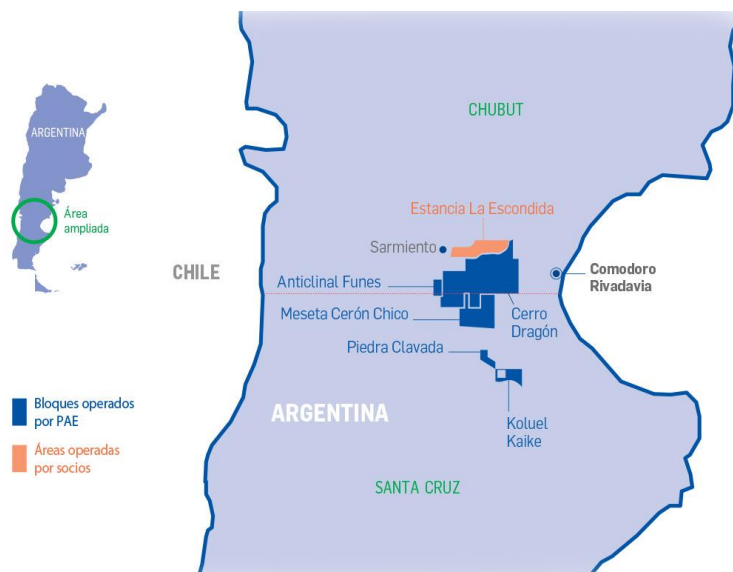 ARGENTINA
Área
ampliada
CHUBUT
Estancia La Escondida
Sarmiento
CHILE
Anticlinal Funes
Comodoro
Rivadavia
Meseta Cerón Chico
Cerro
Dragón
Piedra Clavada
Bloques operados
por PAE
ARGENTINA
Koluel
Kaike
Áreas operadas
por socios
SANTA CRUZ